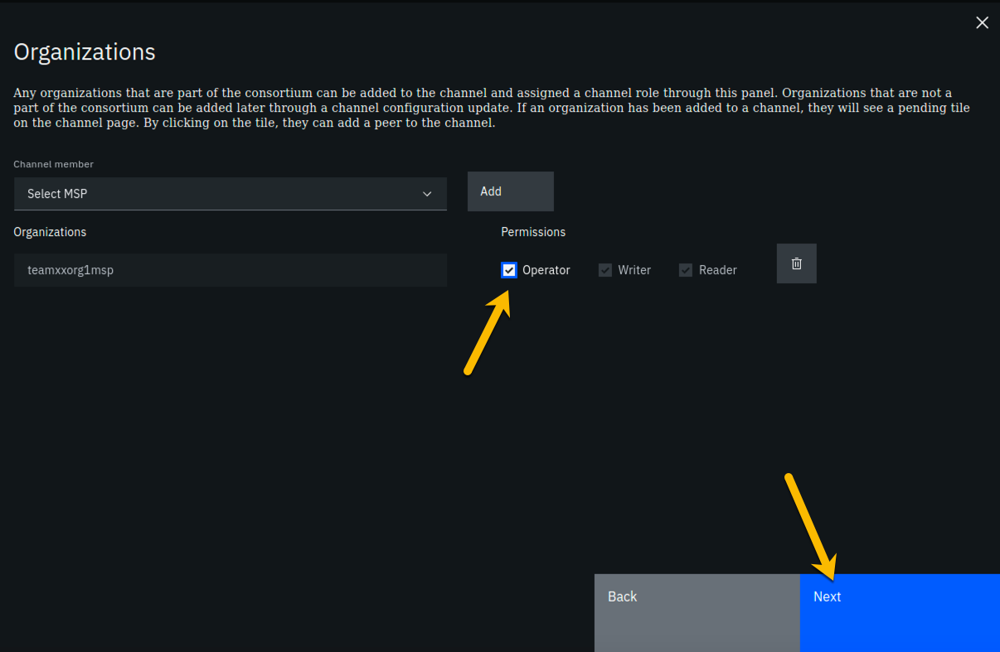 Organizations
Any organizations that are part of the consortium can be added to the channel and assigned a channel role through this panel. Organizations that are not a
part of the consortium can be added later through a channel configuration update. If an organization has been added to a channel, they will see a pending tile
on the channel page. By clicking on the tile, they can add a peer to the channel.
Channel member
Select MSP
Add
Organizations
Permissions
teamxxorg1msp
Operator
Writer
Reader
Back
Next